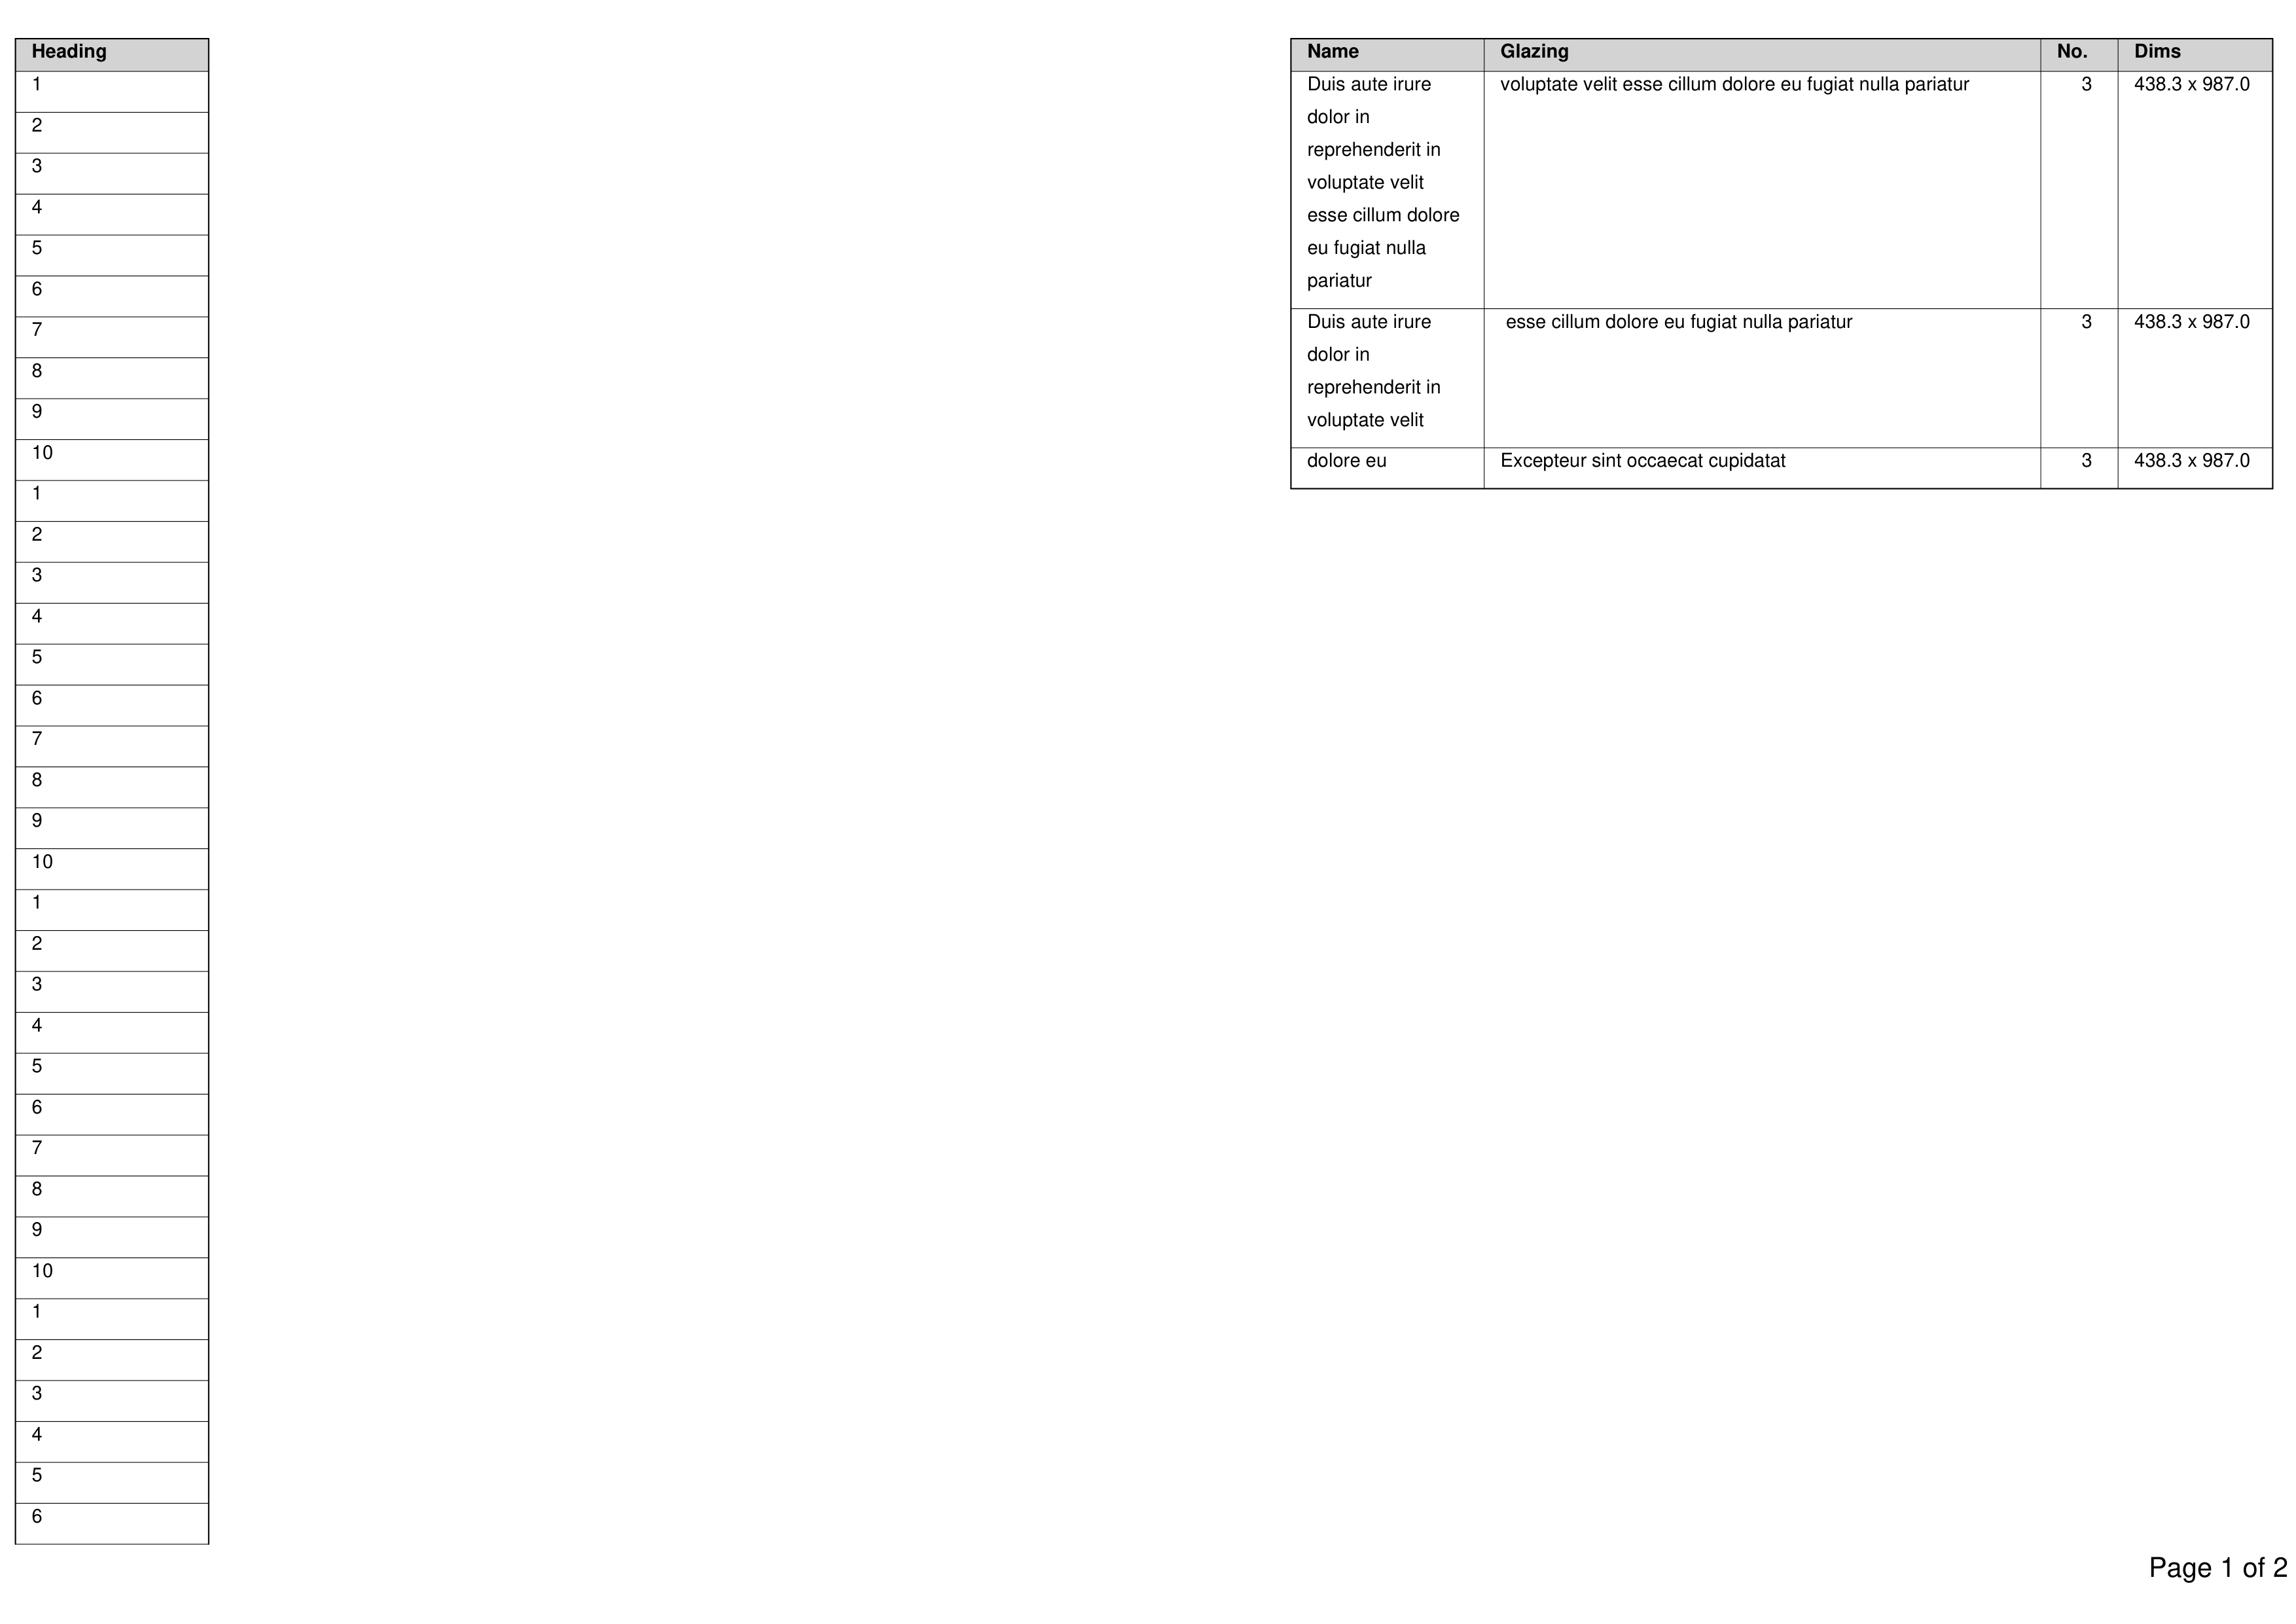 Heading
1
2
3
4
5
6
7
8
9
10
1
2
3
4
5
6
7
8
9
10
1
2
3
4
5
6
7
8
9
10
1
2
3
4
5
6
Name Glazing No. Dims
Duis aute irure voluptate velit esse cillum dolore eu fugiat nulla pariatur 3 438.3 x 987.0
dolor in
reprehenderit in
voluptate velit
esse cillum dolore
eu fugiat nulla
pariatur
Duis aute irure esse cillum dolore eu fugiat nulla pariatur 3 438.3 x 987.0
dolor in
reprehenderit in
voluptate velit
dolore eu Excepteur sint occaecat cupidatat 3 438.3 x 987.0
Page 1 of 2